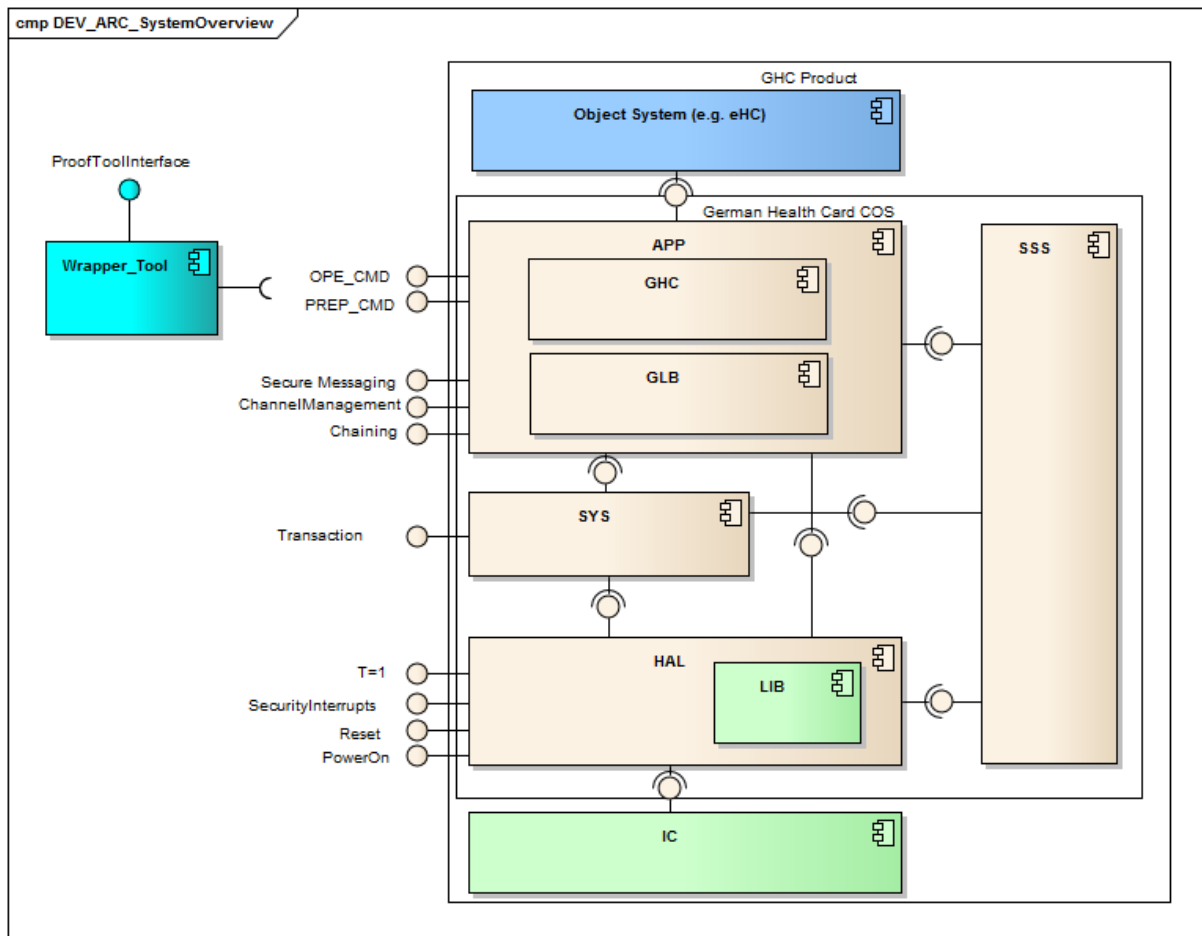 cmp DEV_ARC_SystemOverview
GHC Product
Object System (e.g. eHC)
ProofToolInterface
German Health Card COS
Wrapper_Tool
APP
SSS
OPE_CMD
GHC
PREP_CMD
GLB
Secure Messaging
ChannelManagement
Chaining
SYS
Transaction
HAL
T=1
LIB
SecurityInterrupts
Reset
PowerOn
IC